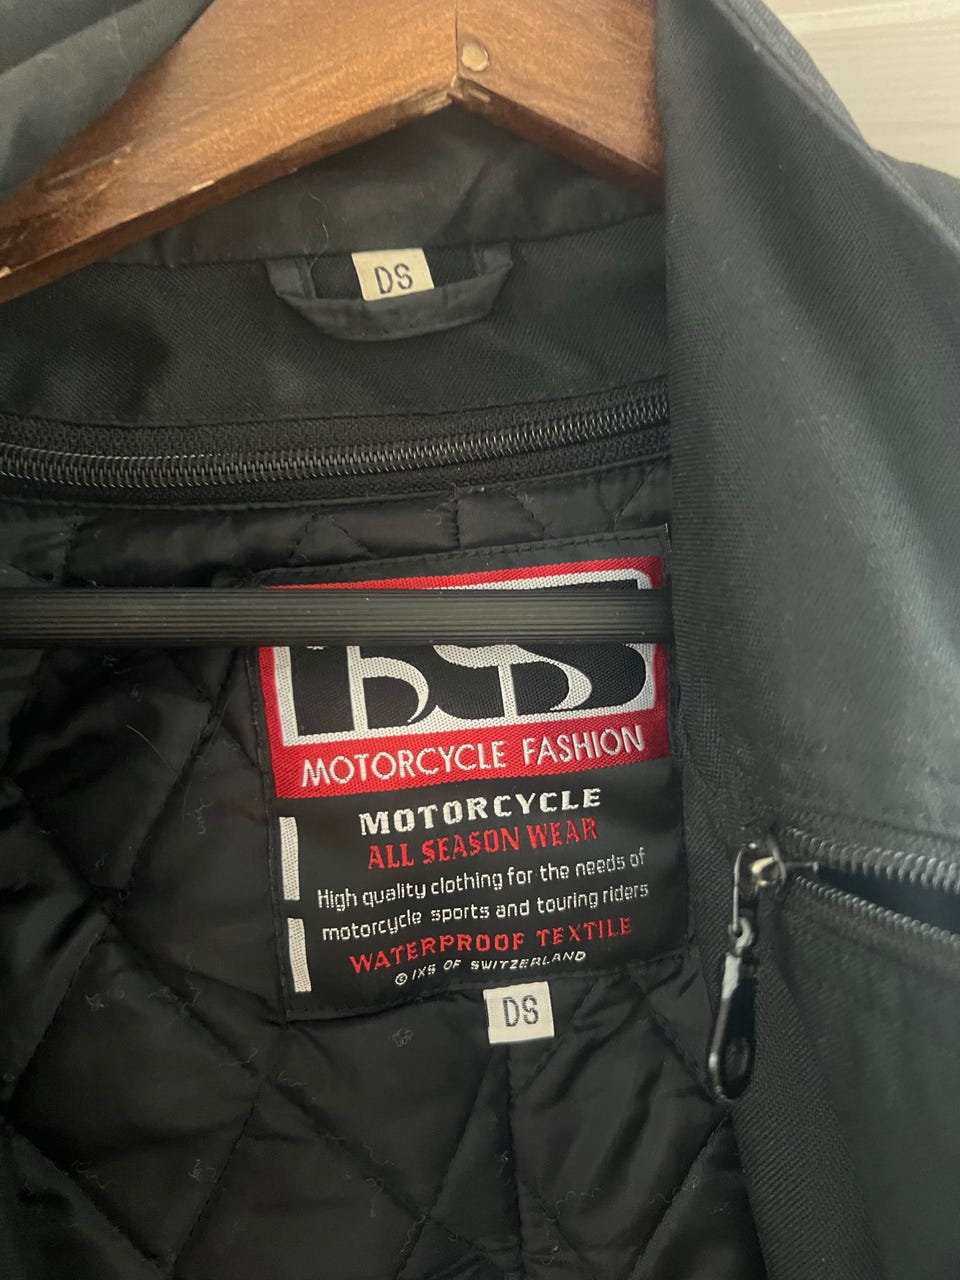 DS
MOTORCYCLE FASHION
MOTORCYCLE
ALL SEASON WEAR
High quality clothing for the needs of
motorcycle sports and touring riders
WATERPROOF TEXTILE
© IXS OF SWITZERLAND
DS